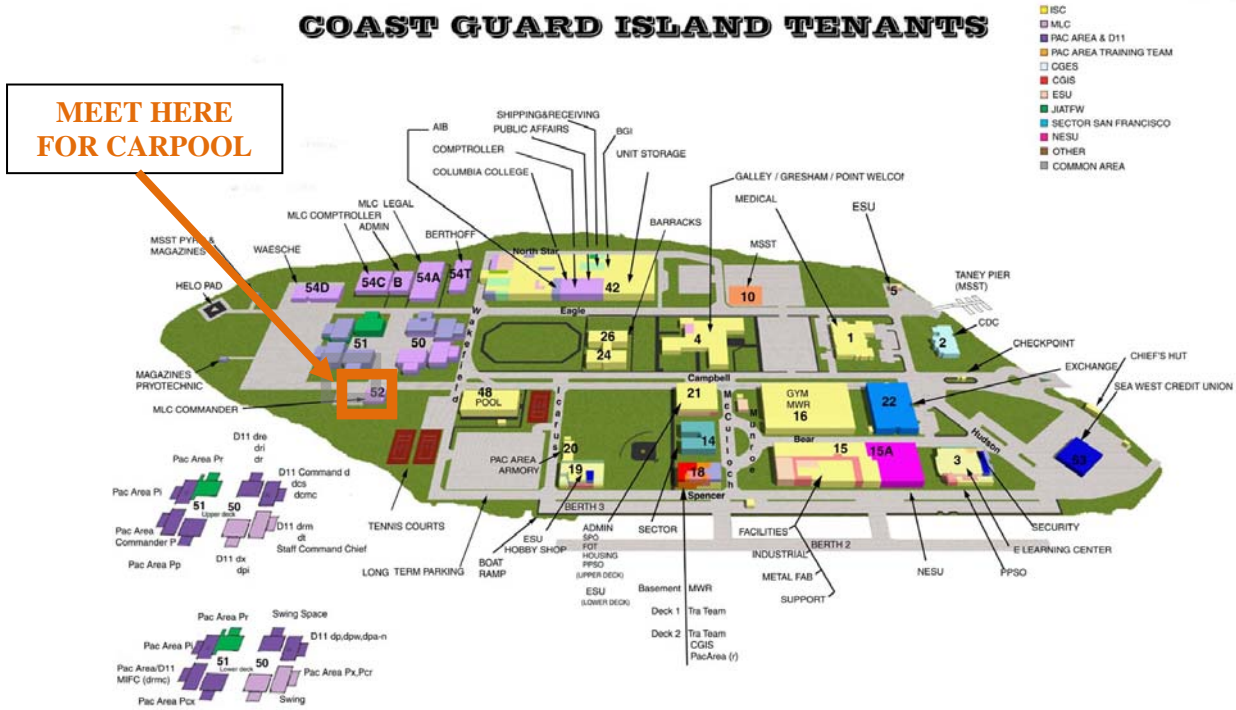 COAST GUARD ISLAND TENANTS
ISC
MLC
PAC AREA & D11
PAC AREA TRAINING TEAM
CGES
CGIS
ESU
JIATFW
SECTOR SAN FRANCISCO
NESU
OTHER
COMMON AREA
MEET HERE
FOR CARPOOL
AIB
SHIPPING&RECEIVING
PUBLIC AFFAIRS
COMPTROLLER
COLUMBIA COLLEGE
BGI
UNIT STORAGE
BARRACKS
GALLEY / GRESHAM / POINT WELCO
MEDICAL
MSST
ESU
TANEY PIER
(MSST)
CDC
CHECKPOINT
CHIEF'S HUT
EXCHANGE
SEA WEST CREDIT UNION
MLC LEGAL
MLC COMPTROLLER
ADMIN
BERTHOFF
MSST PYRO &
MAGAZINES
WAESCHE
HELO PAD
54D
54C
B
54A
54T
North Star
42
Eagle
10
5
2
1
4
26
24
51
50
Wakefield
MAGAZINES
PRYOTECHNIC
MLC COMMANDER
52
48
POOL
Icarus
Campbell
21
McCulloch
Munroe
GYM
MWR
16
22
Bear
15
15A
Hudson
3
53
14
18
Spencer
20
19
PAC AREA
ARMORY
BERTH 3
BERTH 2
TENNIS COURTS
LONG TERM PARKING
BOAT
RAMP
ESU
HOBBY SHOP
ADMIN
SPO
FOT
HOUSING
PPSO
(UPPER DECK)
ESU
(LOWER DECK)
SECTOR
Basement MWR
Deck 1 Tra Team
Deck 2 Tra Team
CGIS
PacArea (r)
FACILITIES
INDUSTRIAL
METAL FAB
SUPPORT
NESU
PPSO
E LEARNING CENTER
SECURITY
D11 dre
dri
dr
Pac Area Pr
Pac Area Pi
D11 Command d
dcs
dcmc
51
50
Upper deck
Pac Area
Commander P
Pac Area Pp
D11 drm
dt
Staff Command Chief
D11 dx
dpi
Pac Area Pr
Swing Space
Pac Area Pi
D11 dp,dpw,dpa-n
51
50
Lower deck
Pac Area/D11
MIFC (drmc)
Pac Area Px,Pcr
Pac Area Pcx
Swing